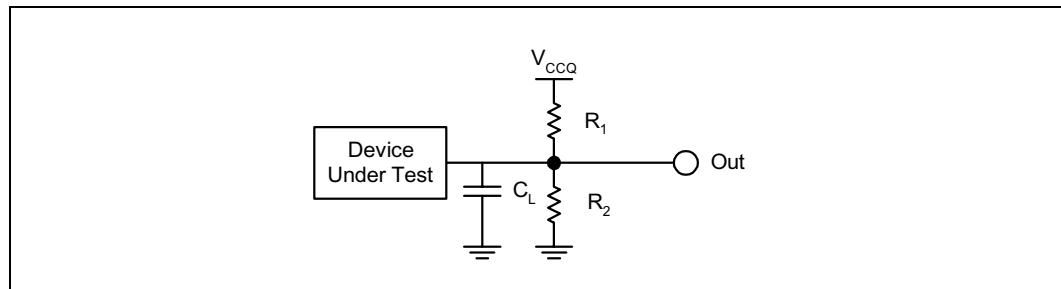 V_CCQ
R_1
Device
Under Test
Out
C_L
R_2